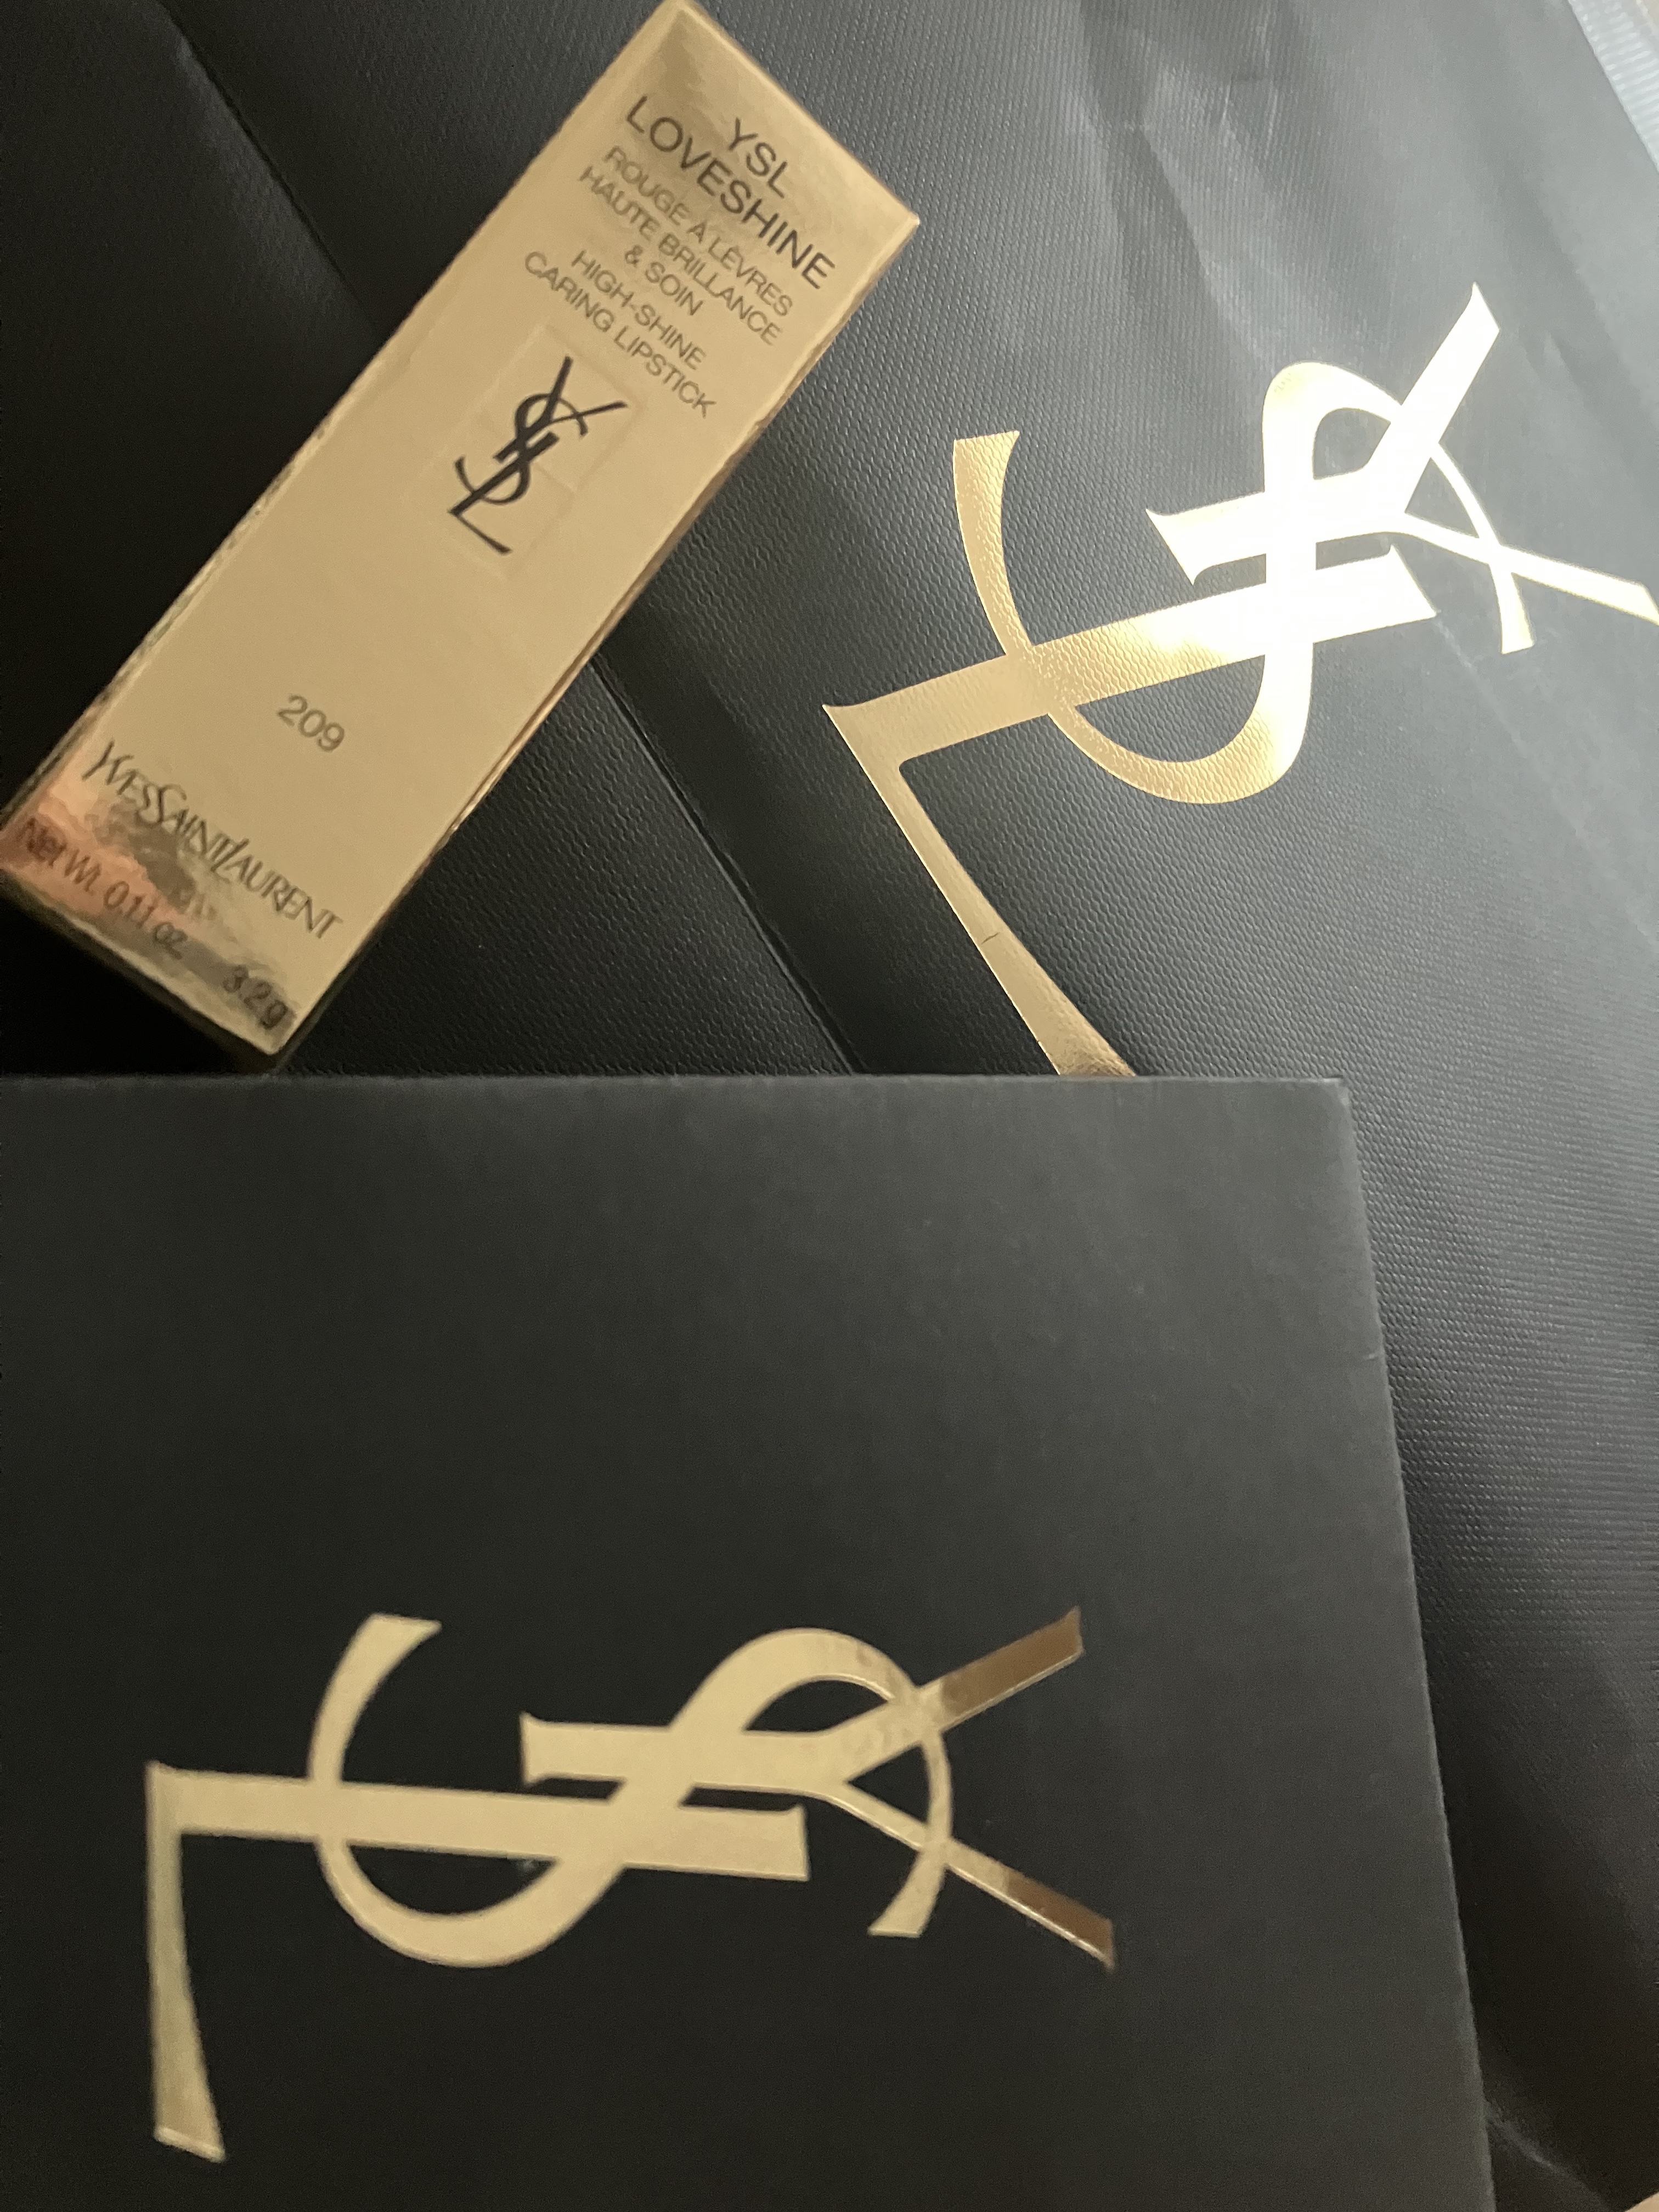 YSL
LOVESHINE
ROUGE À LÈVRES
HAUTE BRILLANCE
& SOIN
HIGH-SHINE
CARING LIPSTICK
YSL
209
YVESSAINTLAURENT
Net Wt. 0.11 oz. 3.2 g
YSL
YSL